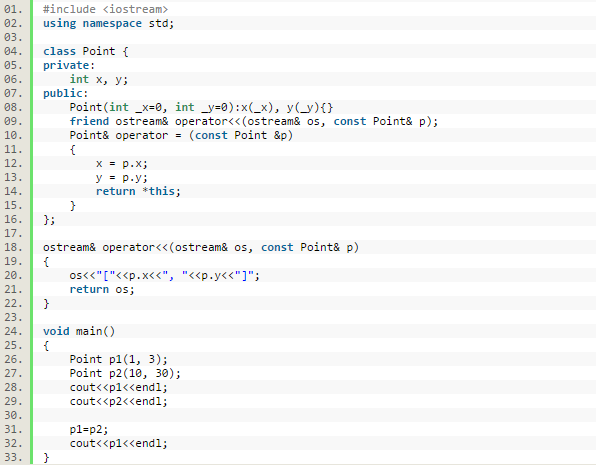 01. #include <iostream>
02. using namespace std;
03.
04. class Point {
05. private:
06.     int x, y;
07. public:
08.     Point(int _x=0, int _y=0):x(_x), y(_y){}
09.     friend ostream& operator<<(ostream& os, const Point& p);
10.     Point& operator = (const Point &p)
11.     {
12.         x = p.x;
13.         y = p.y;
14.         return *this;
15.     }
16. };
17.
18. ostream& operator<<(ostream& os, const Point& p)
19. {
20.     os<<"["<<p.x<<", "<<p.y<<"]";
21.     return os;
22. }
23.
24. void main()
25. {
26.     Point p1(1, 3);
27.     Point p2(10, 30);
28.     cout<<p1<<endl;
29.     cout<<p2<<endl;
30.
31.     p1=p2;
32.     cout<<p1<<endl;
33. }